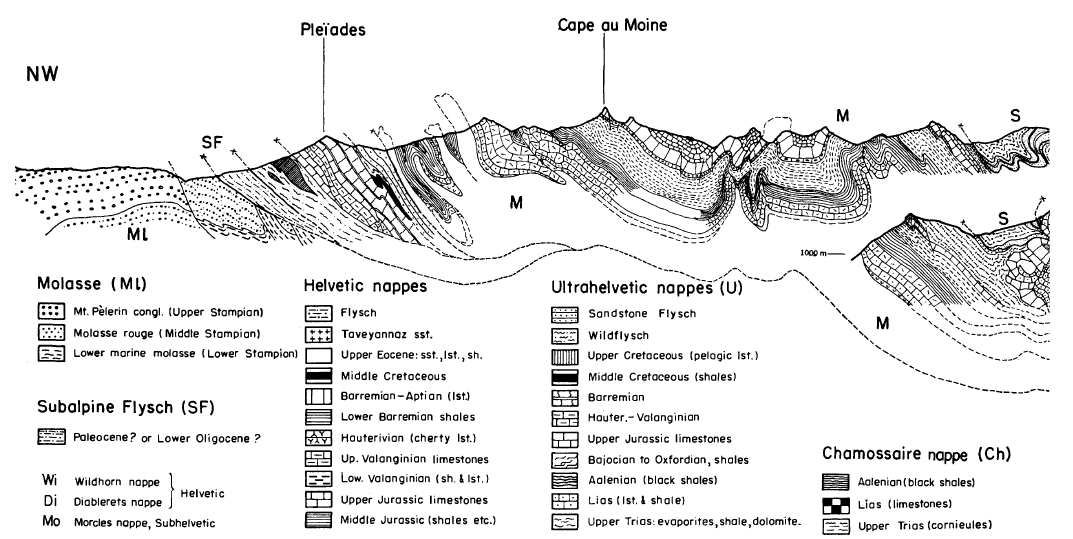 Pleïades
Cape au Moine
NW
SF
M
S
M
Ml
S
1000 m
M
Molasse (Ml)
Mt. Pèlerin congl. (Upper Stampian)
Molasse rouge (Middle Stampian)
Lower marine molasse (Lower Stampian)
Subalpine Flysch (SF)
Paleocene? or Lower Oligocene ?
Wi Wildhorn nappe
Di Diablerets nappe
Helvetic
Mo Morcles nappe, Subhelvetic
Helvetic nappes
Flysch
Taveyannaz sst.
Upper Eocene: sst., lst., sh.
Middle Cretaceous
Barremian-Aptian (lst.)
Lower Barremian shales
Hauterivian (cherty lst.)
Up. Valanginian limestones
Low. Valanginian (sh. & lst.)
Upper Jurassic limestones
Middle Jurassic (shales etc.)
Ultrahelvetic nappes (U)
Sandstone Flysch
Wildflysch
Upper Cretaceous (pelagic lst.)
Middle Cretaceous (shales)
Barremian
Hauter.-Valanginian
Upper Jurassic limestones
Bajocian to Oxfordian, shales
Aalenian (black shales)
Lias (lst. & shale)
Upper Trias: evaporites, shale, dolomite.
Chamossaire nappe (Ch)
Aalenian (black shales)
Lias (limestones)
Upper Trias (cornieules)